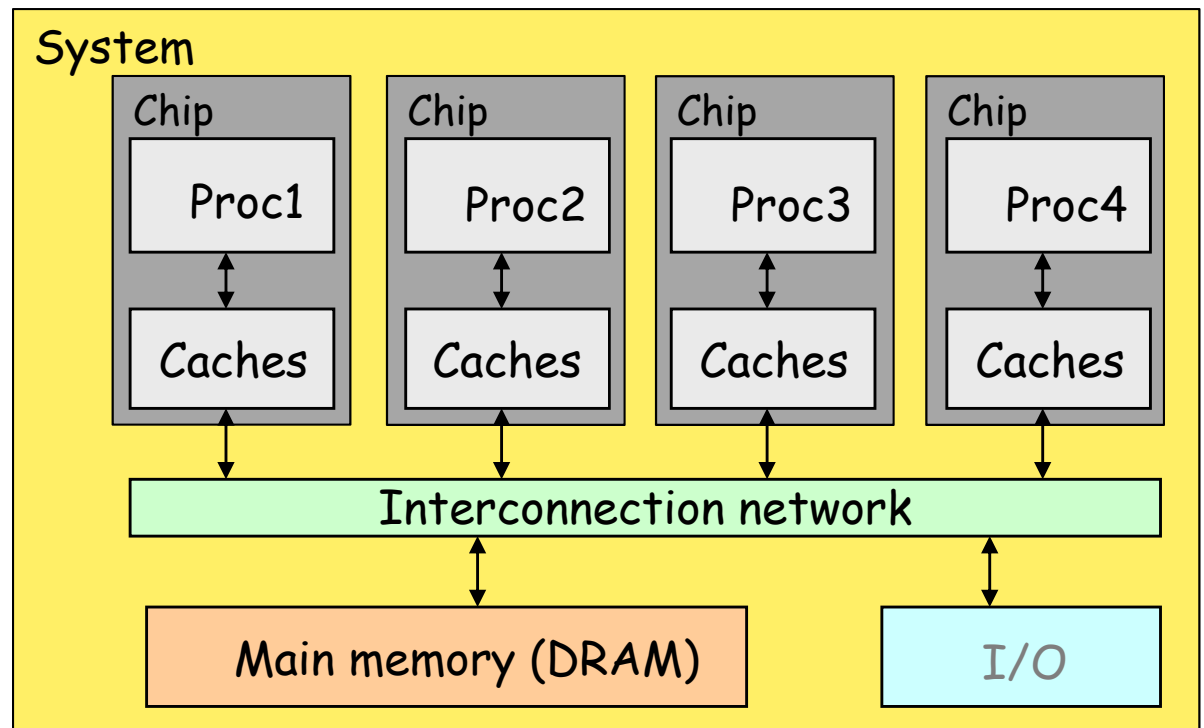 System
Chip
Chip
Chip
Chip
Proc1
Proc2
Proc3
Proc4
Caches
Caches
Caches
Caches
Interconnection network
Main memory (DRAM)
I/O